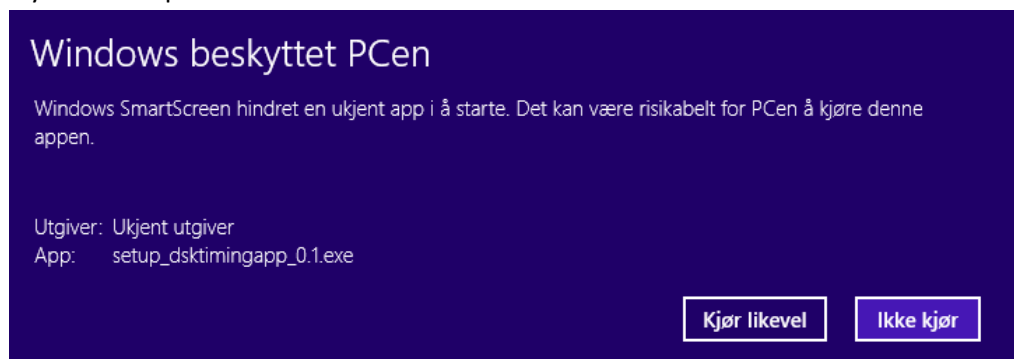 Windows beskyttet PCen
Windows SmartScreen hindret en ukjent app i å starte. Det kan være risikabelt for PCen å kjøre denne
appen.
Utgiver: Ukjent utgiver
App: setup_dsktimingapp_0.1.exe
Kjør likevel Ikke kjør